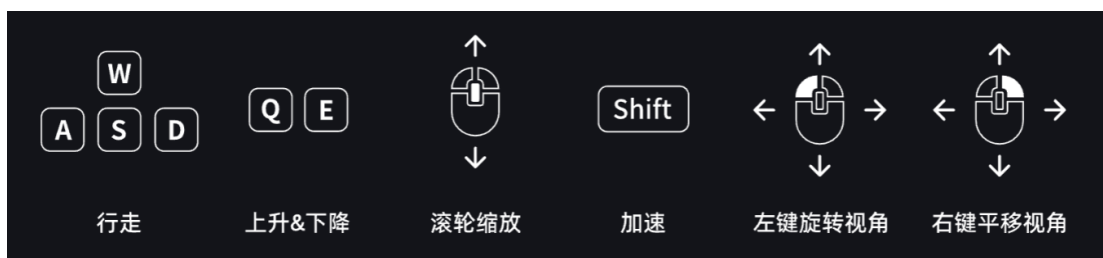 W
Q E
Shift
A S D
行走
上升&下降
滚轮缩放
加速
左键旋转视角
右键平移视角